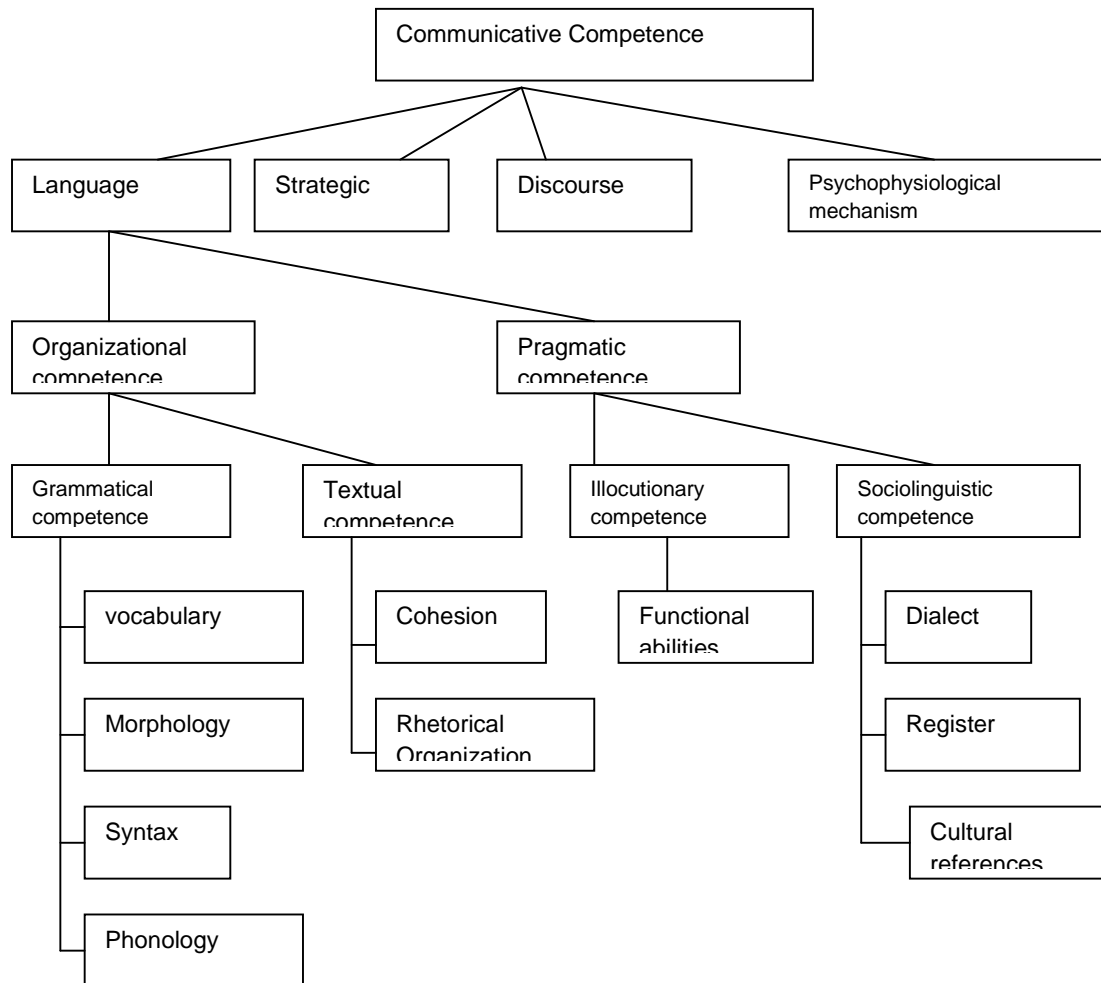 Communicative Competence
Language
Strategic
Discourse
Psychophysiological
mechanism
Organizational
competence
Pragmatic
competence
Grammatical
competence
Textual
competence
Illocutionary
competence
Sociolinguistic
competence
vocabulary
Cohesion
Functional
abilities
Dialect
Morphology
Rhetorical
Organization
Register
Syntax
Cultural
references
Phonology